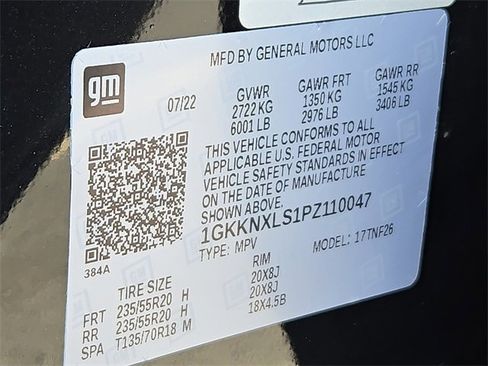 MFD BY GENERAL MOTORS LLC
gm
07/22
GVWR GAWR FRT GAWR RR
2722 KG 1350 KG 1545 KG
6001 LB 2976 LB 3406 LB
THIS VEHICLE CONFORMS TO ALL
APPLICABLE U.S. FEDERAL MOTOR
VEHICLE SAFETY STANDARDS IN EFFECT
ON THE DATE OF MANUFACTURE
SHOWN ABOVE.
1GKKNXLS1PZ110047
TYPE: MPV MODEL: 17TNF26
384A
TIRE SIZE RIM
FRT 235/55R20 H 20X8J
RR 235/55R20 H 20X8J
SPA T135/70R18 M 18X4.5B